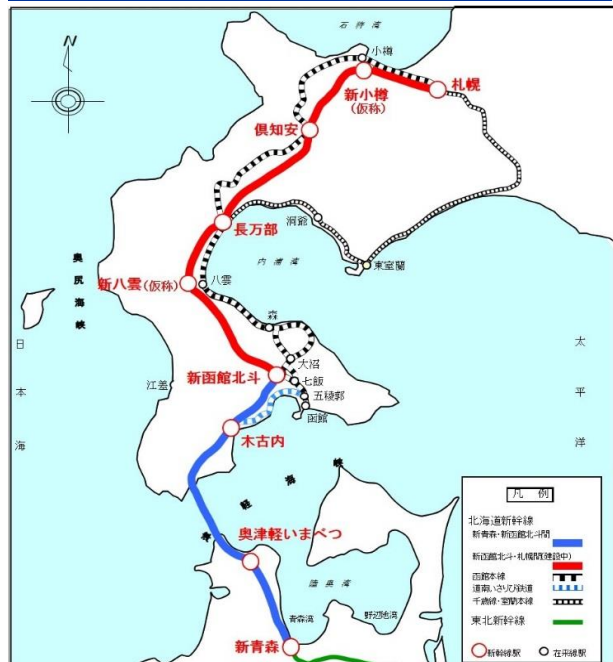 石狩湾
N
小樽
札幌
新小樽
(仮称)
倶知安
長万部
洞爺
内浦湾
東室蘭
奥尻海峡
新八雲(仮称)
八雲
森
大沼
新函館北斗
七飯
五稜郭
函館
江差
日本海
太平洋
木古内
津軽海峡
奥津軽いまべつ
陸奥湾
青森湾
野辺地湾
新青森
凡 例
北海道新幹線
新青森・新函館北斗間
新函館北斗・札幌間(建設中)
函館本線
道南いさりび鉄道
千歳線・室蘭本線
東北新幹線
新幹線駅
在来線駅